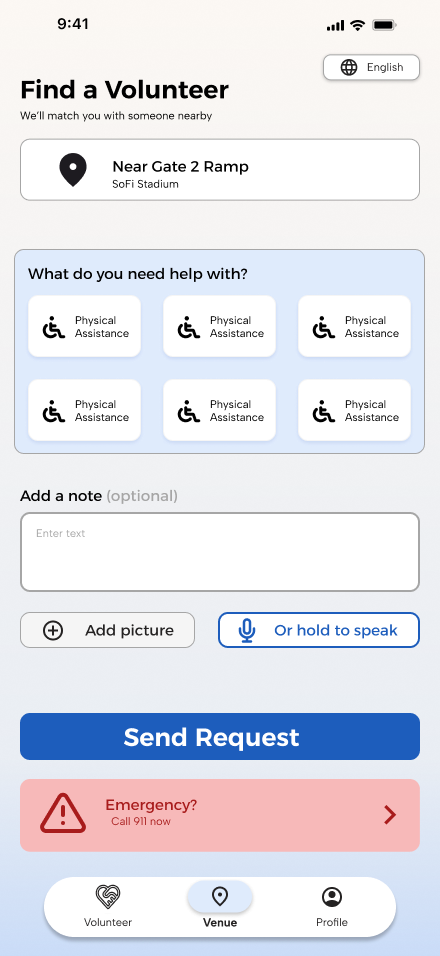 9:41
English
Find a Volunteer
We'll match you with someone nearby
Near Gate 2 Ramp
SoFi Stadium
What do you need help with?
Physical
Assistance
Physical
Assistance
Physical
Assistance
Physical
Assistance
Physical
Assistance
Physical
Assistance
Add a note (optional)
Enter text
Add picture
Or hold to speak
Send Request
Emergency?
Call 911 now
Volunteer
Venue
Profile